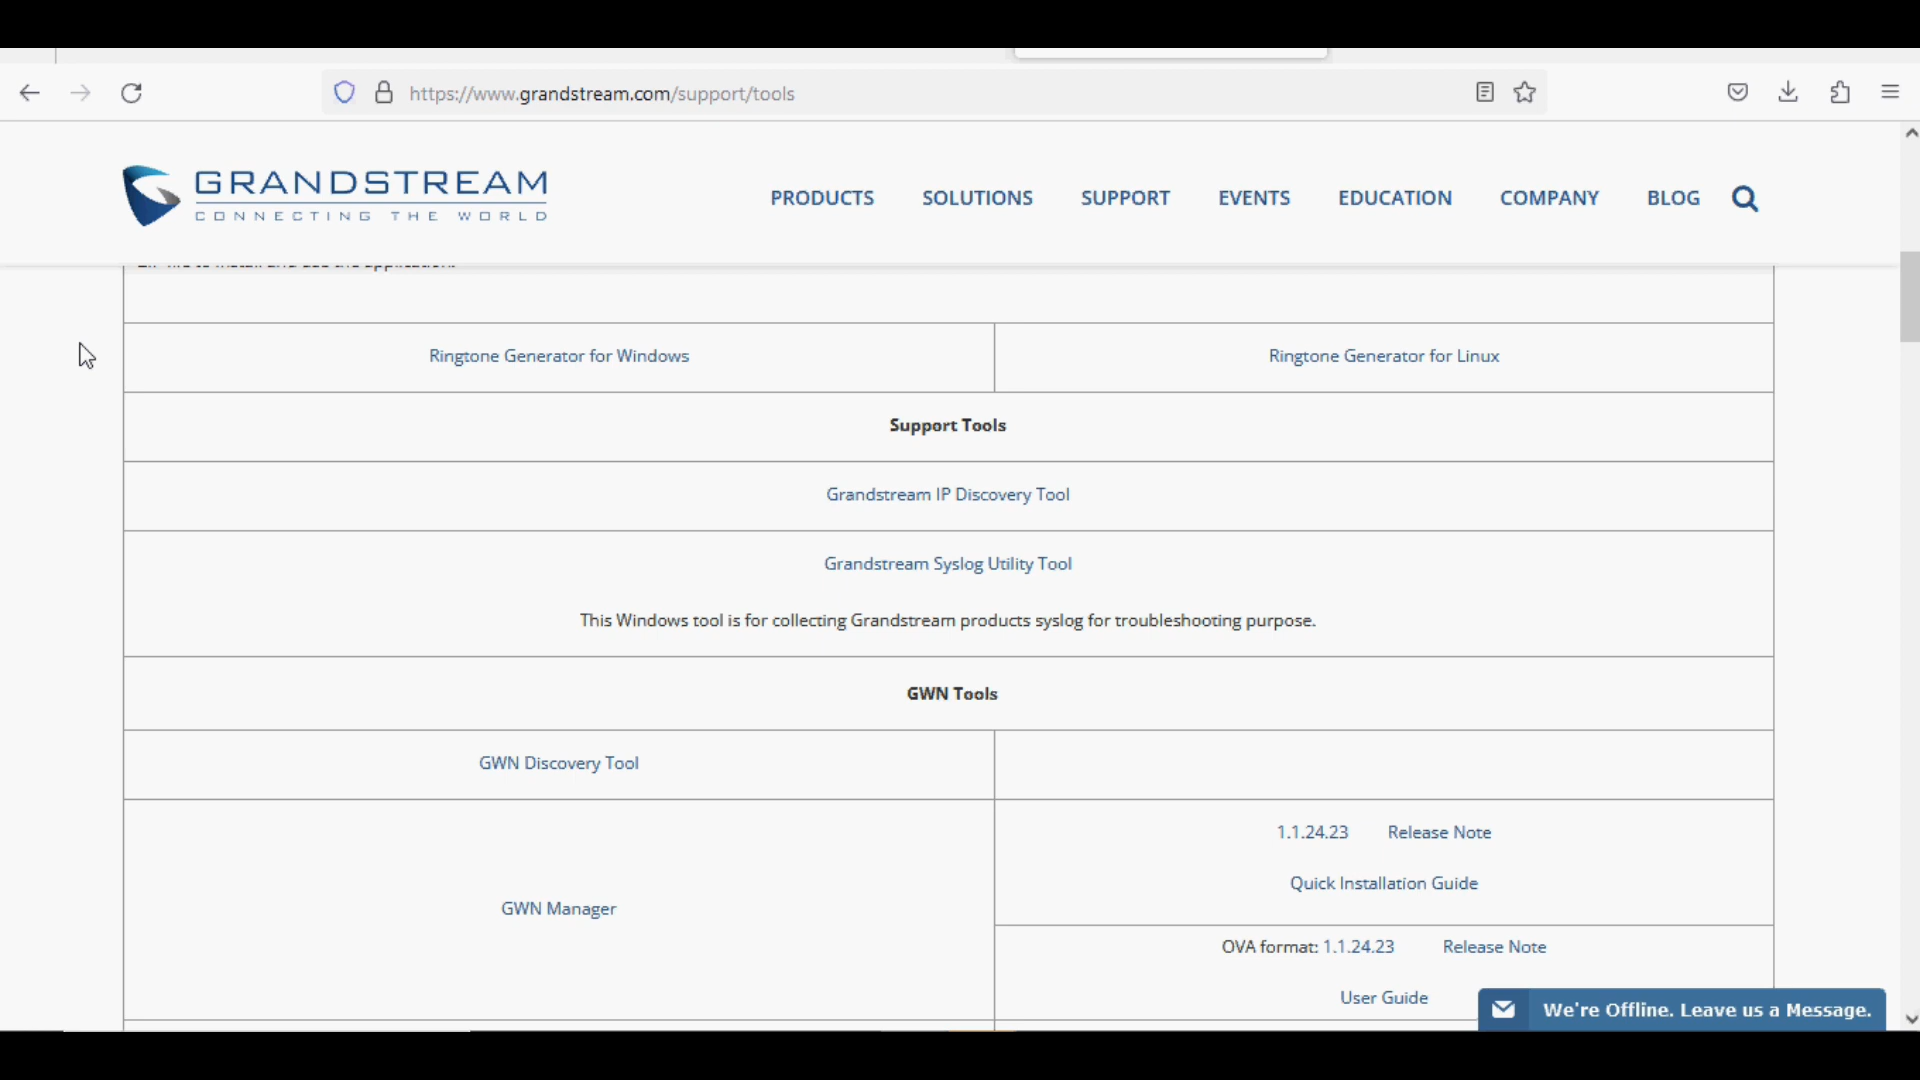 https://www.grandstream.com/support/tools
GRANDSTREAM
CONNECTING THE WORLD
PRODUCTS SOLUTIONS SUPPORT EVENTS EDUCATION COMPANY BLOG
Ringtone Generator for Windows Ringtone Generator for Linux
Support Tools
Grandstream IP Discovery Tool
Grandstream Syslog Utility Tool
This Windows tool is for collecting Grandstream products syslog for troubleshooting purpose.
GWN Tools
GWN Discovery Tool
1.1.24.23 Release Note
Quick Installation Guide
GWN Manager
OVA format: 1.1.24.23 Release Note
User Guide
We're Offline. Leave us a Message.